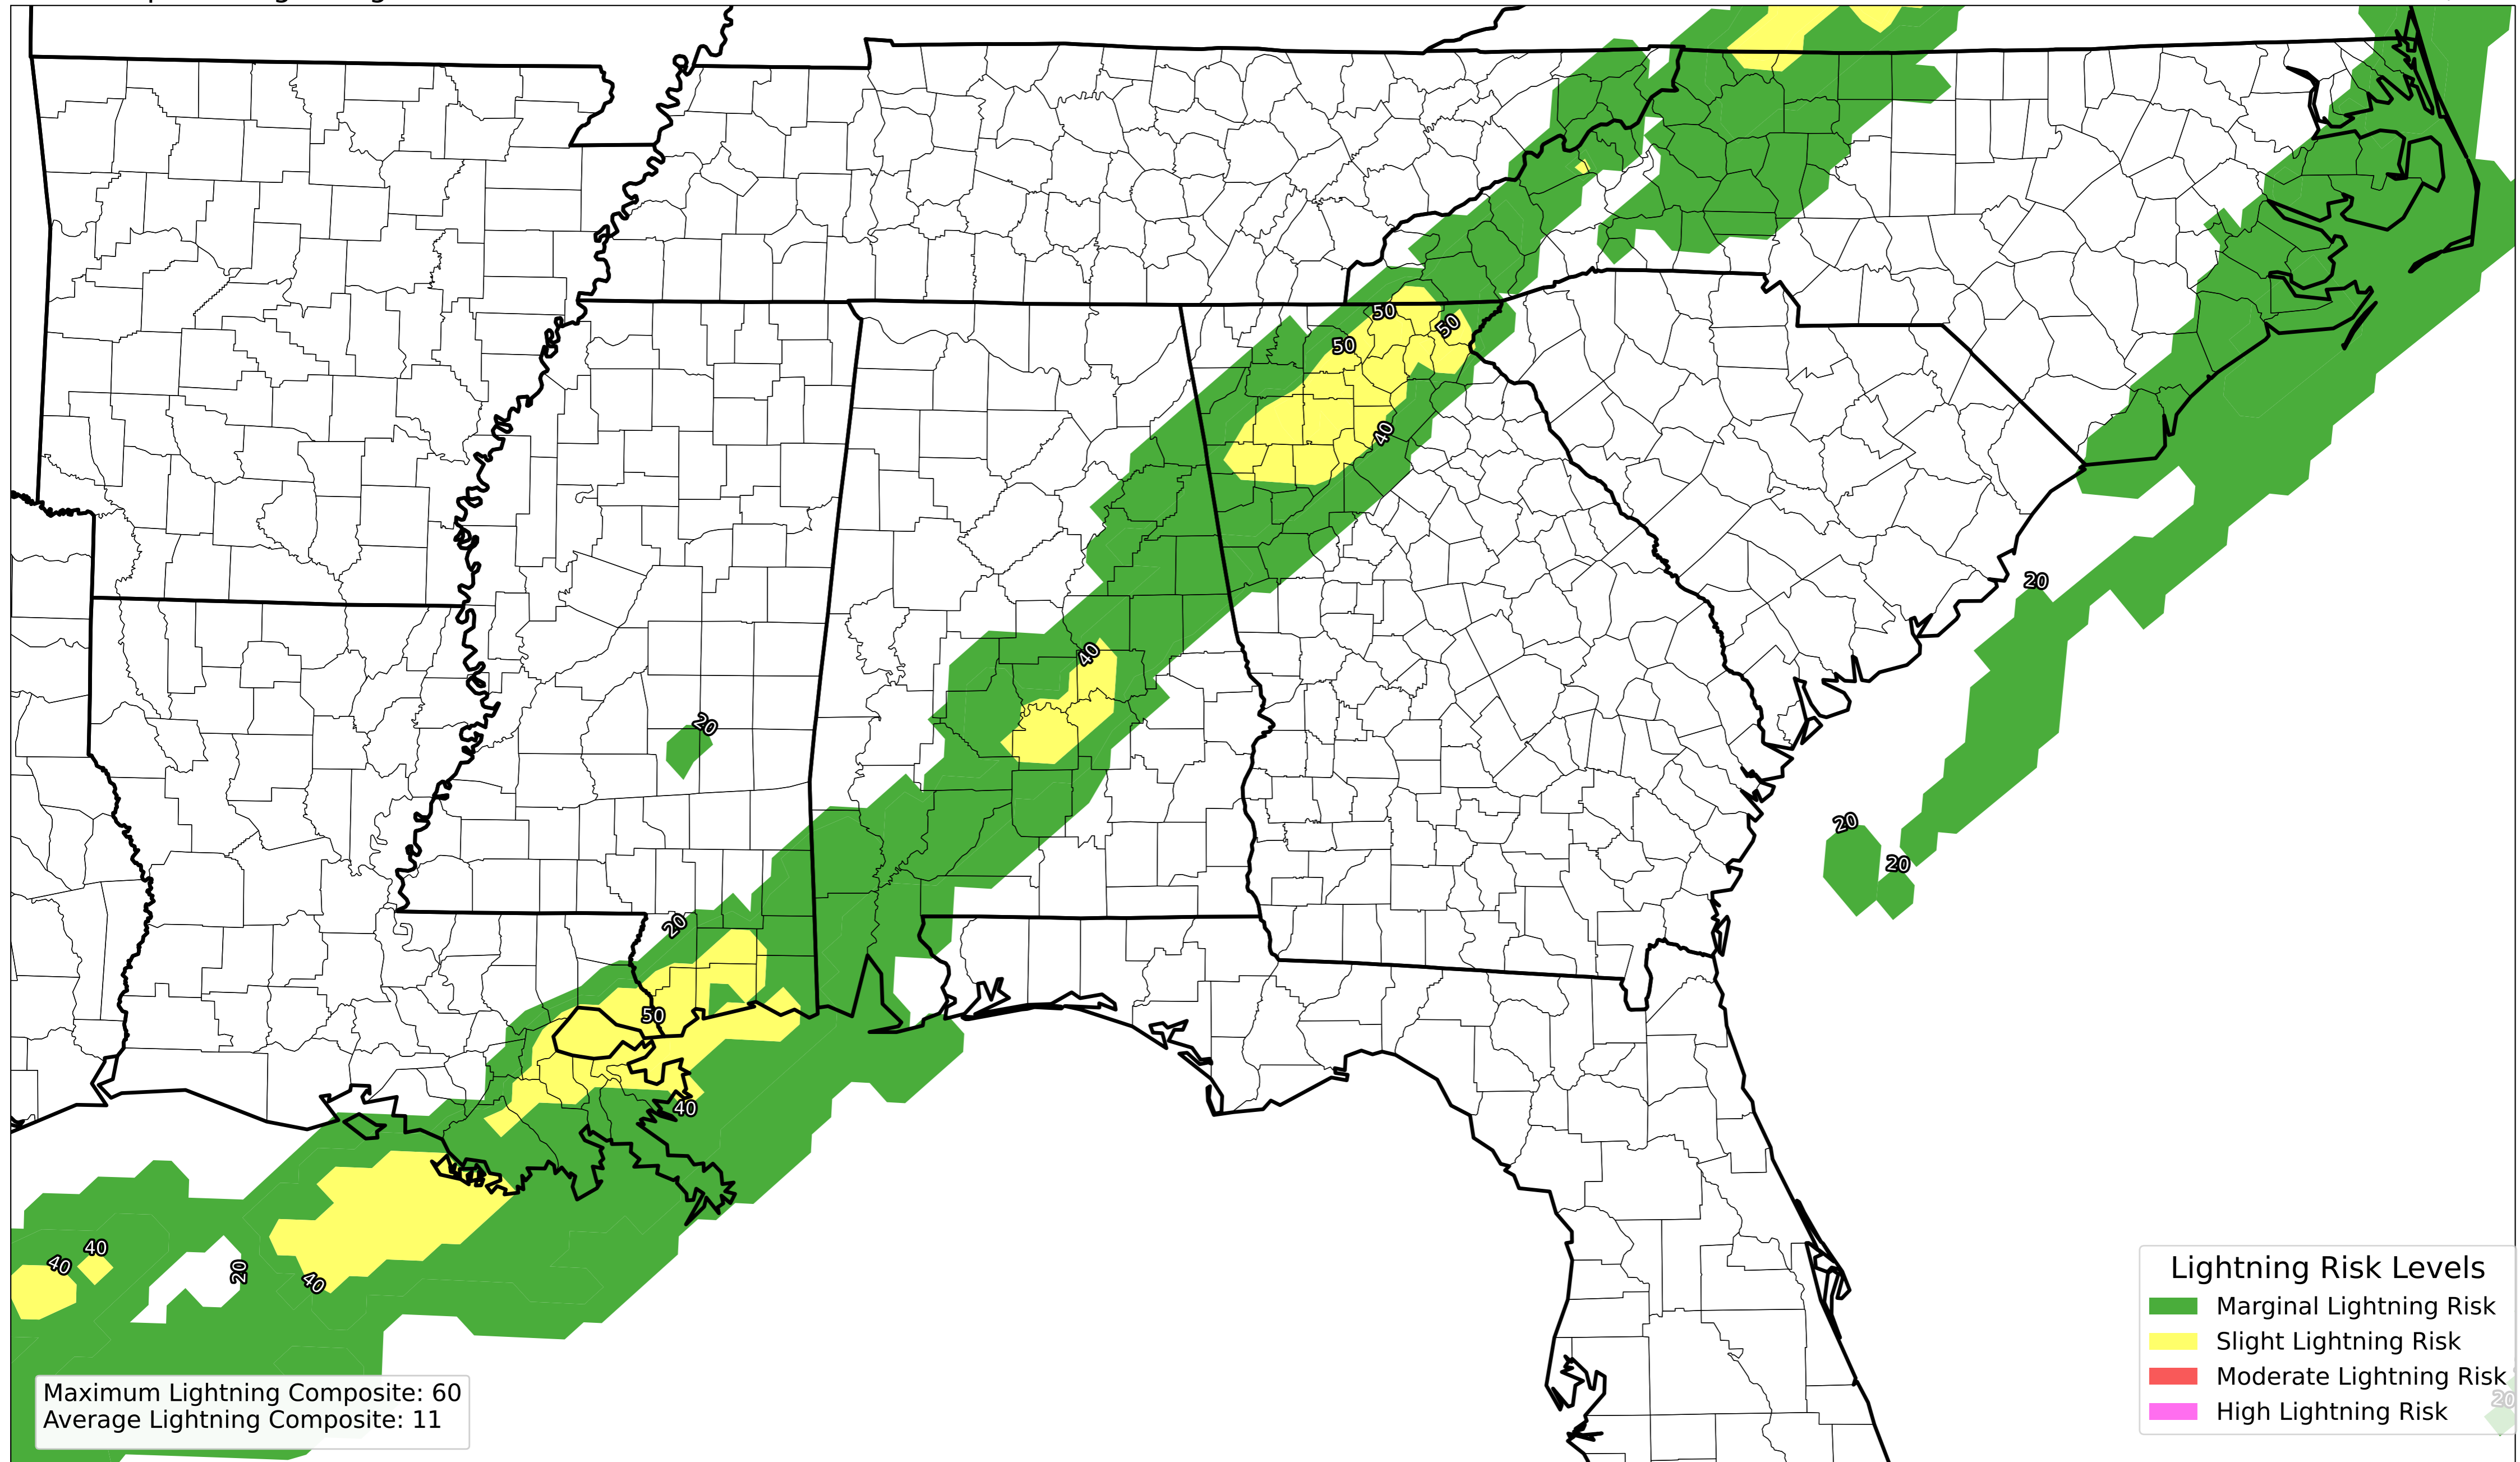 50
50
50
40
40
20
20
20
20
20
50
40
40
40
20
40
Lightning Risk Levels
Marginal Lightning Risk
Slight Lightning Risk
Moderate Lightning Risk
High Lightning Risk
20
Maximum Lightning Composite: 60
Average Lightning Composite: 11